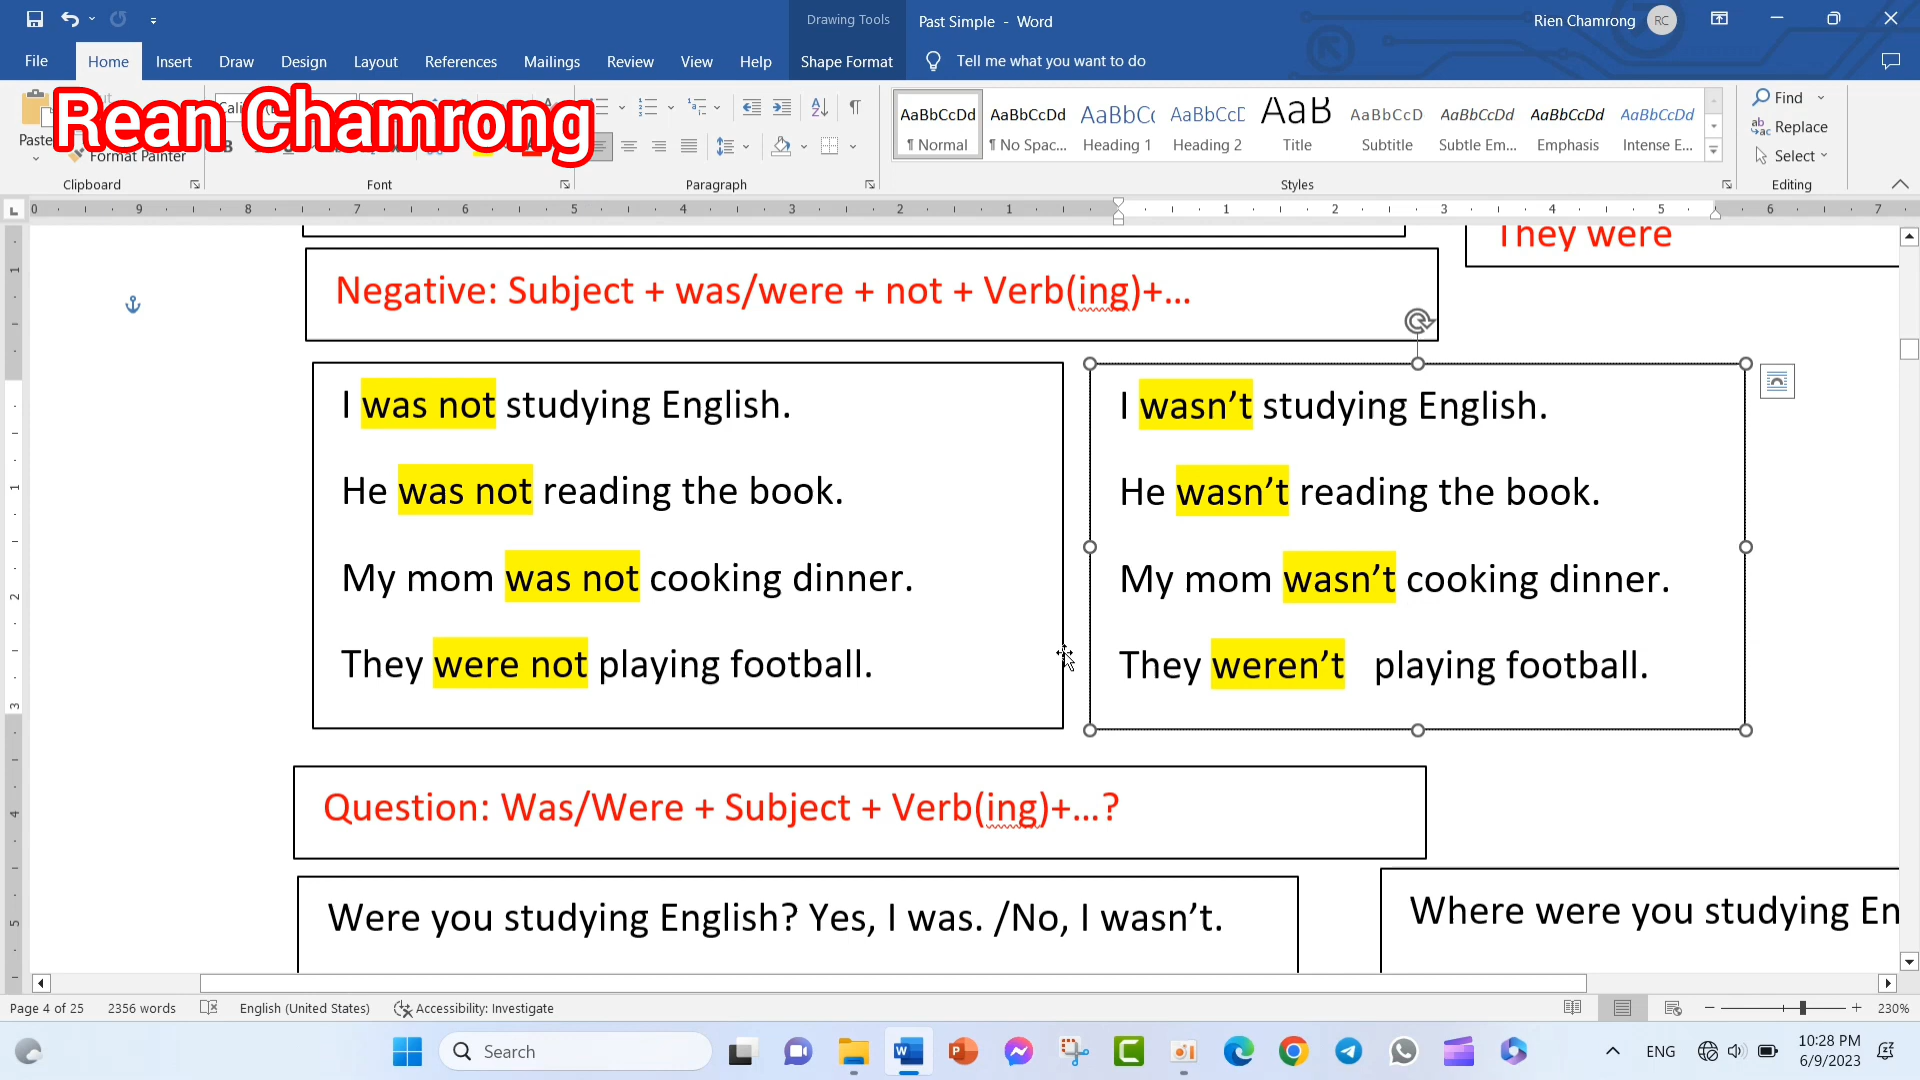 Drawing Tools
Past Simple - Word
Rien Chamrong
RC
File
Home
Insert
Draw
Design
Layout
References
Mailings
Review
View
Help
Shape Format
Tell me what you want to do
Rean Chamrong
Paste
Format Painter
AaBbCcDd
AaBbCcDd
AaBbCc
AaBbCcD
AaB
AaBbCcD
AaBbCcDd
AaBbCcDd
AaBbCcDd
¶ Normal
¶ No Spac...
Heading 1
Heading 2
Title
Subtitle
Subtle Em...
Emphasis
Intense E...
Find
Replace
Select
Clipboard
Font
Paragraph
Styles
Editing
They were
Negative: Subject + was/were + not + Verb(ing)+...
I was not studying English.
He was not reading the book.
My mom was not cooking dinner.
They were not playing football.
I wasn’t studying English.
He wasn’t reading the book.
My mom wasn’t cooking dinner.
They weren’t playing football.
Question: Was/Were + Subject + Verb(ing)+...?
Were you studying English? Yes, I was. /No, I wasn’t.
Where were you studying En
Page 4 of 25
2356 words
English (United States)
Accessibility: Investigate
230%
Search
ENG
10:28 PM
6/9/2023